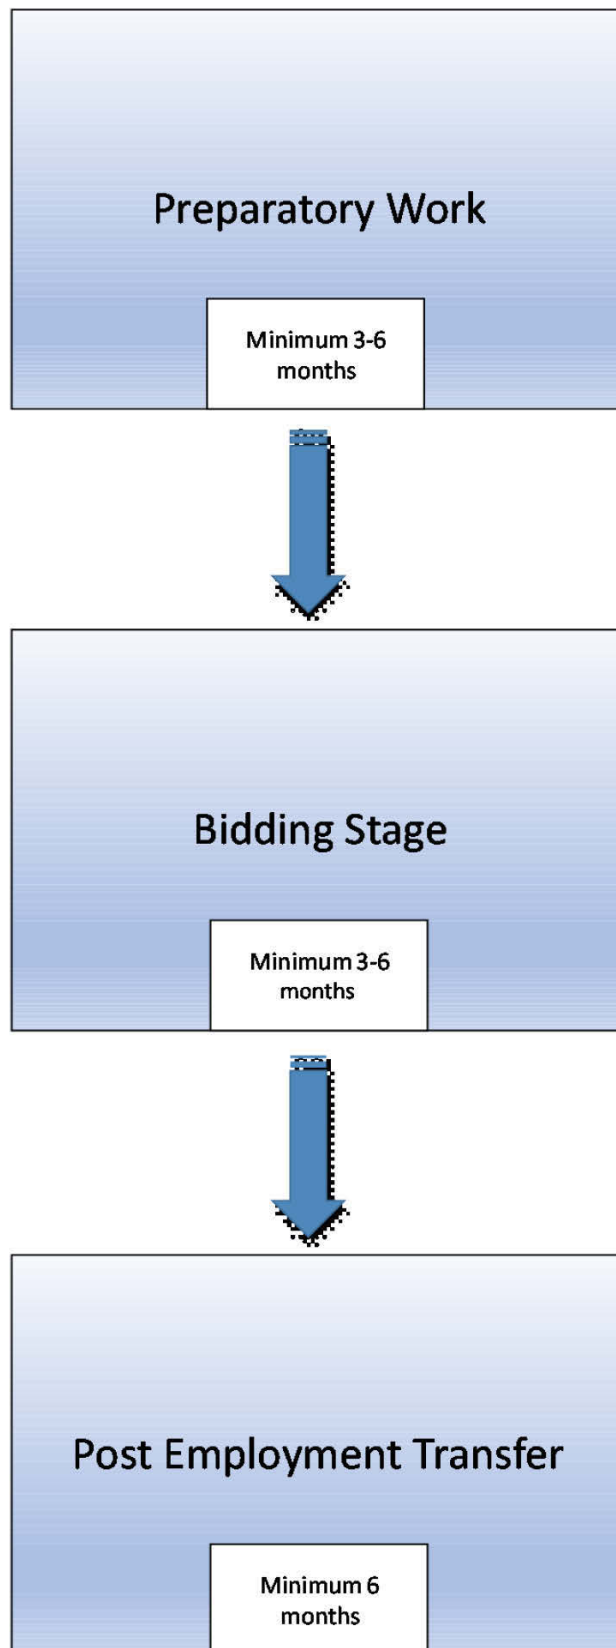 Preparatory Work
Minimum 3-6
months
Bidding Stage
Minimum 3-6
months
Post Employment Transfer
Minimum 6
months